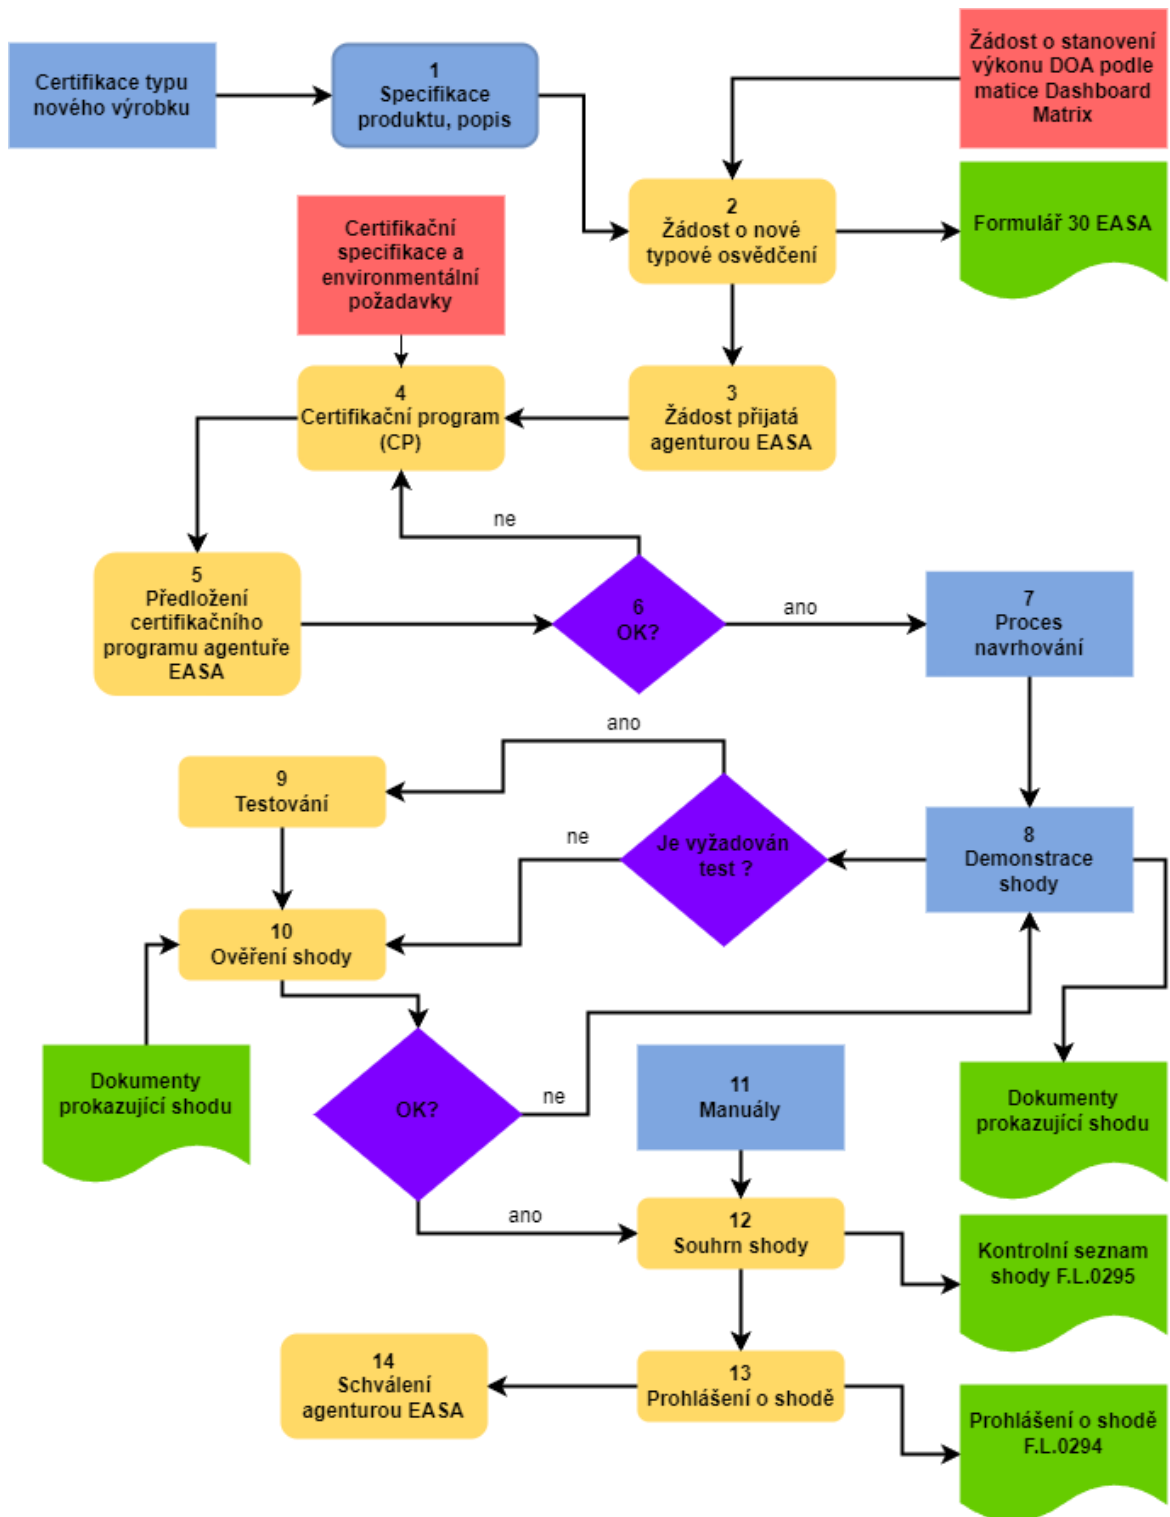 Certifikace typu
nového výrobku
1
Specifikace
produktu, popis
Žádost o stanovení
výkonu DOA podle
matice Dashboard
Matrix
2
Žádost o nové
typové osvědčení
Formulář 30 EASA
Certifikační
specifikace a
environmentální
požadavky
3
Žádost přijatá
agenturou EASA
4
Certifikační program
(CP)
ne
5
Předložení
certifikačního
programu agentuře
EASA
6
OK?
ano
7
Proces
navrhování
ano
9
Testování
ne
Je vyžadován
test ?
8
Demonstrace
shody
10
Ověření shody
Dokumenty
prokazující shodu
OK?
ne
11
Manuály
Dokumenty
prokazující shodu
ano
12
Souhrn shody
Kontrolní seznam
shody F.L.0295
13
Prohlášení o shodě
14
Schválení
agenturou EASA
Prohlášení o shodě
F.L.0294